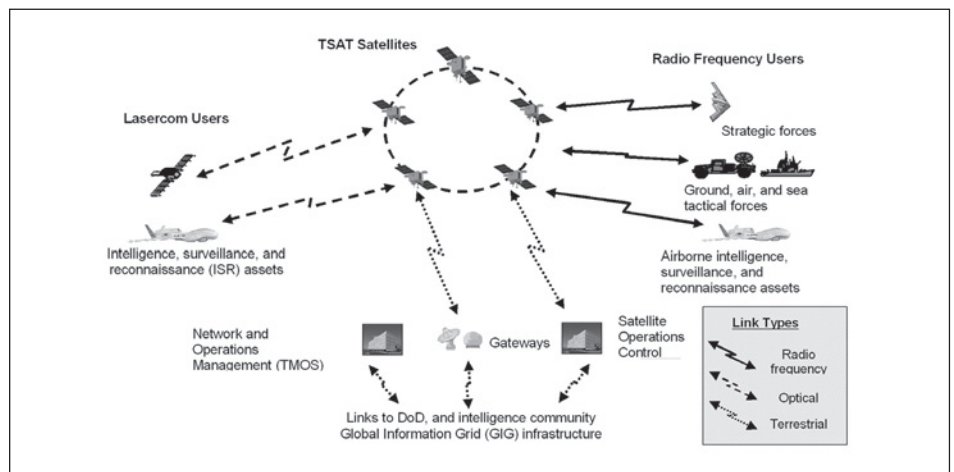 TSAT Satellites
Radio Frequency Users
Lasercom Users
Strategic forces
Ground, air, and sea
tactical forces
Intelligence, surveillance, and
reconnaissance (ISR) assets
Airborne intelligence,
surveillance, and
reconnaissance assets
Network and
Operations
Management (TMOS)
Gateways
Satellite
Operations
Control
Links to DoD, and intelligence community
Global Information Grid (GIG) infrastructure
Link Types
Radio
frequency
Optical
Terrestrial